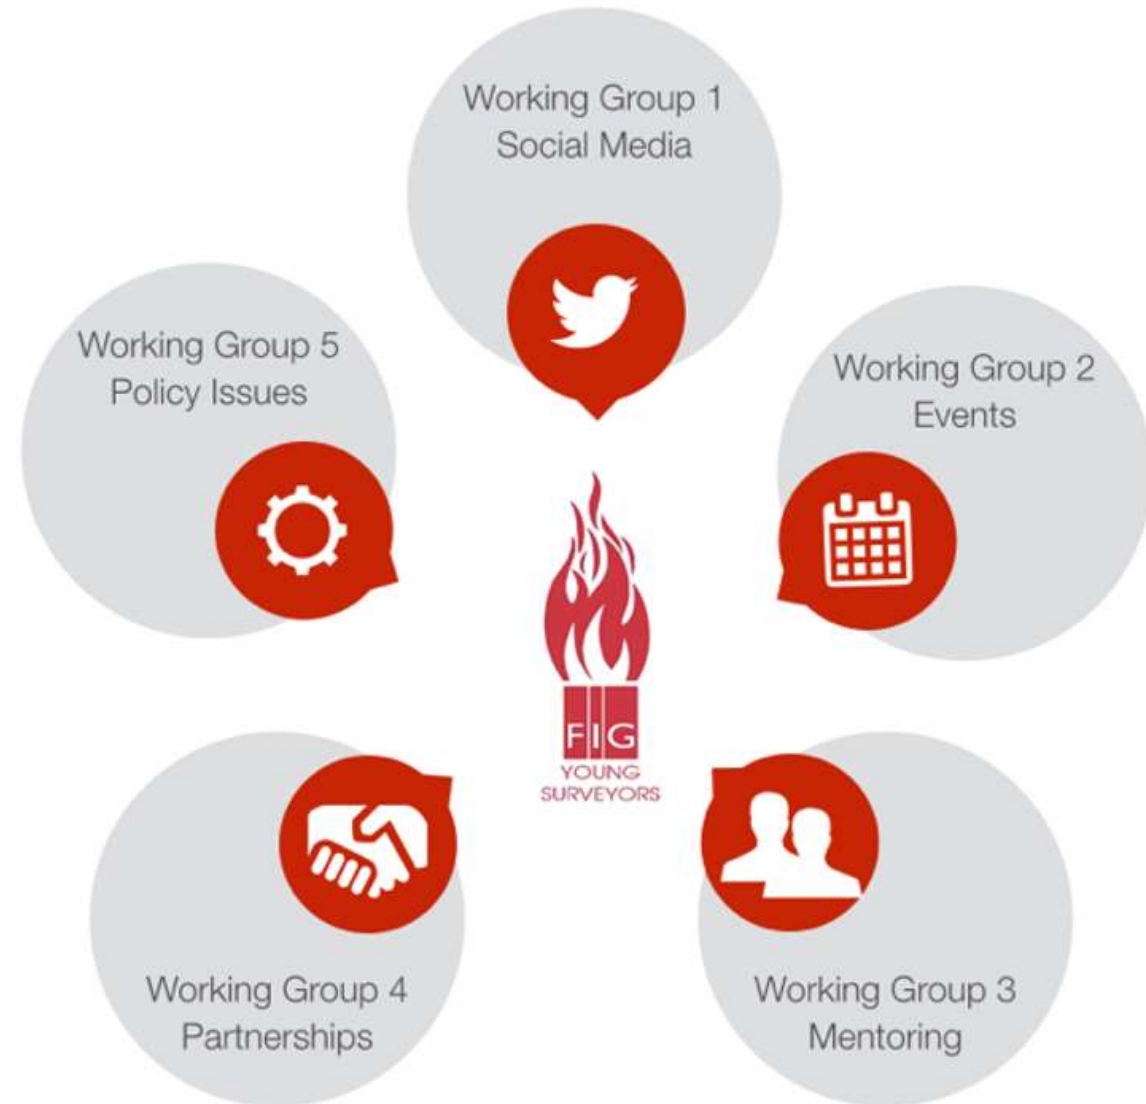 Working Group 1
Social Media
Working Group 5
Policy Issues
Working Group 2
Events
FIG
YOUNG
SURVEYORS
Working Group 4
Partnerships
Working Group 3
Mentoring